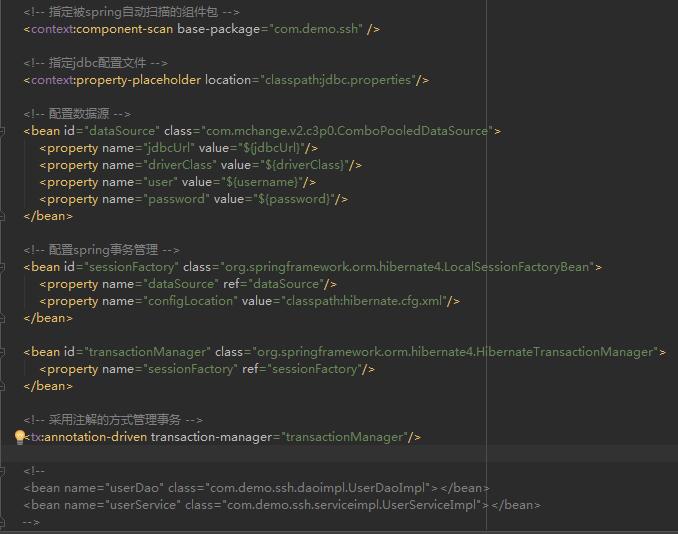 <!-- 指定被spring自动扫描的组件包 -->
<context:component-scan base-package="com.demo.ssh" />
<!-- 指定jdbc配置文件 -->
<context:property-placeholder location="classpath:jdbc.properties"/>
<!-- 配置数据源 -->
<bean id="dataSource" class="com.mchange.v2.c3p0.ComboPooledDataSource">
<property name="jdbcUrl" value="${jdbcUrl}"/>
<property name="driverClass" value="${driverClass}"/>
<property name="user" value="${username}"/>
<property name="password" value="${password}"/>
</bean>
<!-- 配置spring事务管理 -->
<bean id="sessionFactory" class="org.springframework.orm.hibernate4.LocalSessionFactoryBean">
<property name="dataSource" ref="dataSource"/>
<property name="configLocation" value="classpath:hibernate.cfg.xml"/>
</bean>
<bean id="transactionManager" class="org.springframework.orm.hibernate4.HibernateTransactionManager">
<property name="sessionFactory" ref="sessionFactory"/>
</bean>
<!-- 采用注解的方式管理事务 -->
<tx:annotation-driven transaction-manager="transactionManager"/>
<!--
<bean name="userDao" class="com.demo.ssh.daoimpl.UserDaoImpl"></bean>
<bean name="userService" class="com.demo.ssh.serviceimpl.UserServiceImpl"></bean>
-->